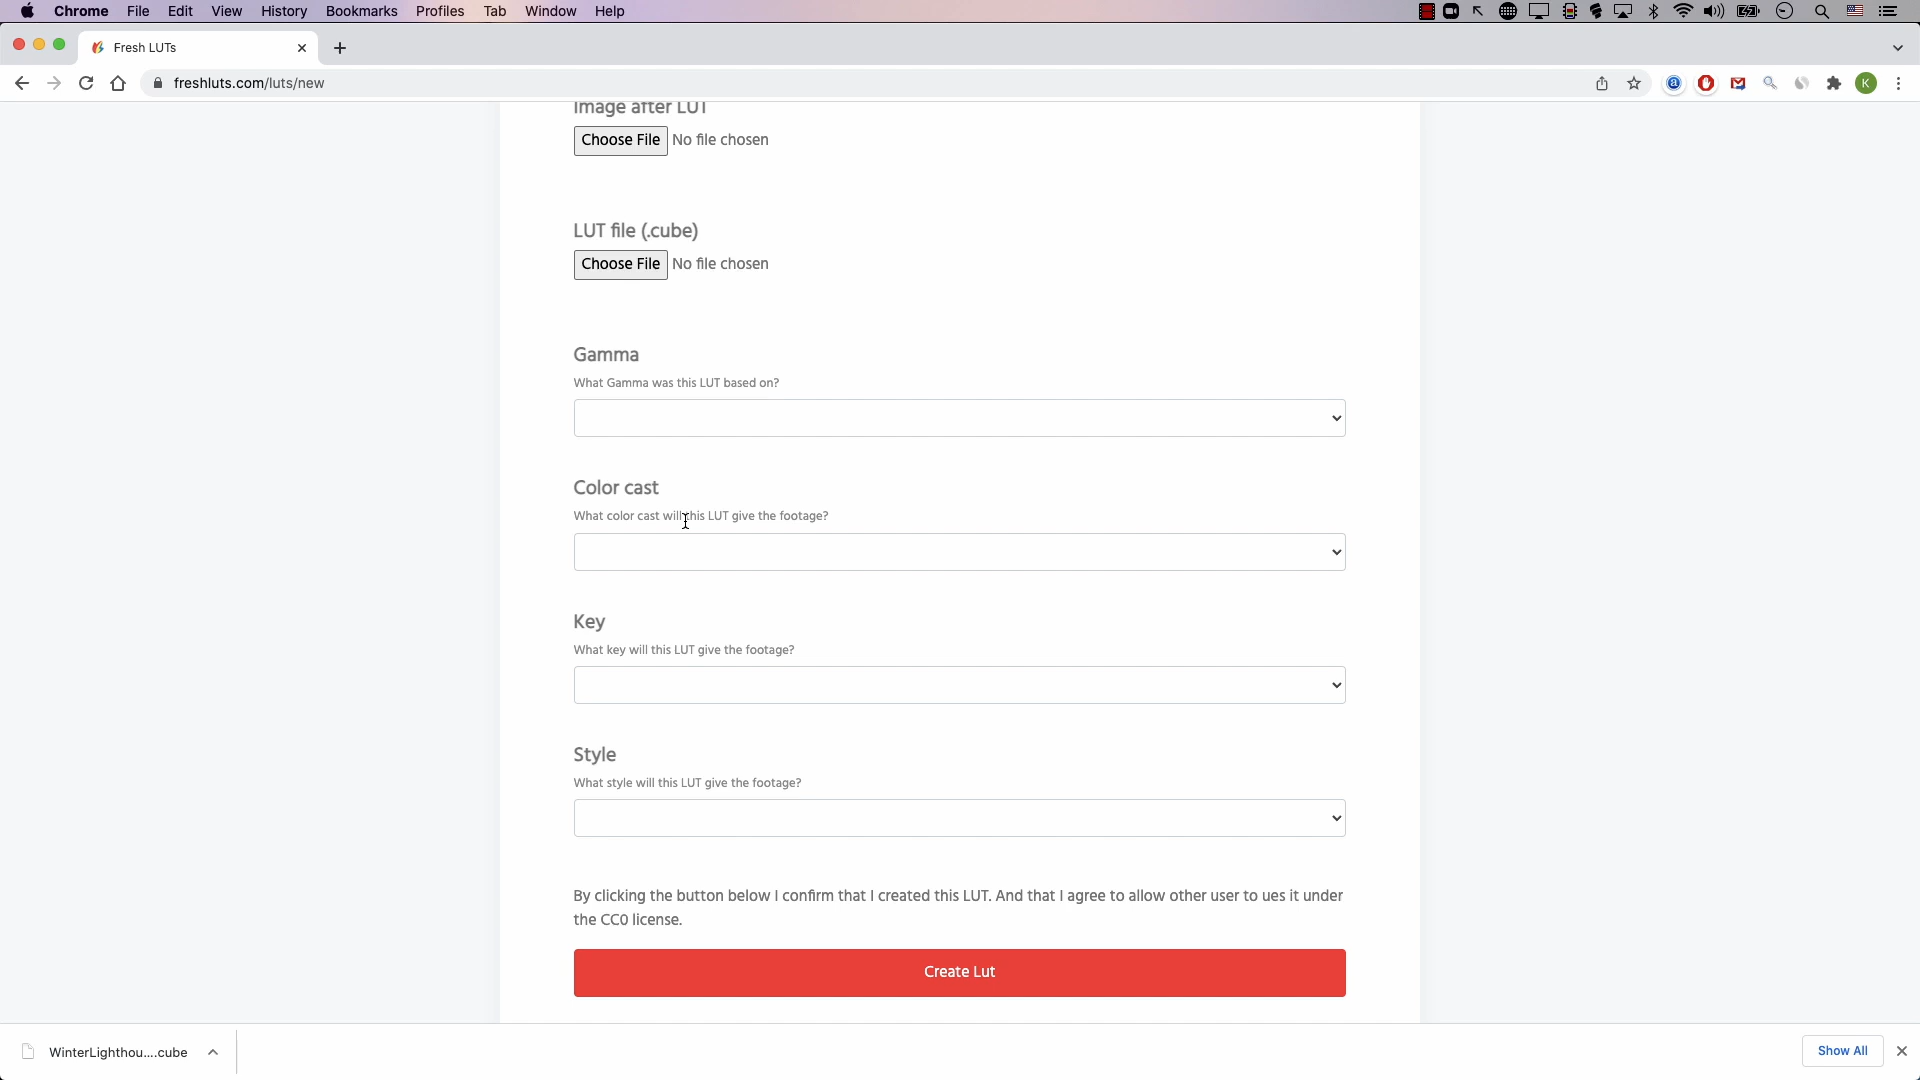 Chrome File Edit View History Bookmarks Profiles Tab Window Help
Fresh LUTs
freshluts.com/luts/new
K
Image after LUT
Choose File No file chosen
LUT file (.cube)
Choose File No file chosen
Gamma
What Gamma was this LUT based on?
Color cast
What color cast will this LUT give the footage?
Key
What key will this LUT give the footage?
Style
What style will this LUT give the footage?
By clicking the button below I confirm that I created this LUT. And that I agree to allow other user to ues it under
the CC0 license.
Create Lut
WinterLighthou....cube
Show All